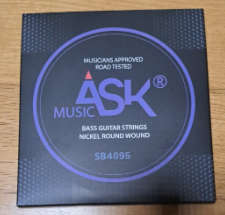 MUSICIANS APPROVED
ROAD TESTED
MUSIC ASK®
BASS GUITAR STRINGS
NICKEL ROUND WOUND
SB4095